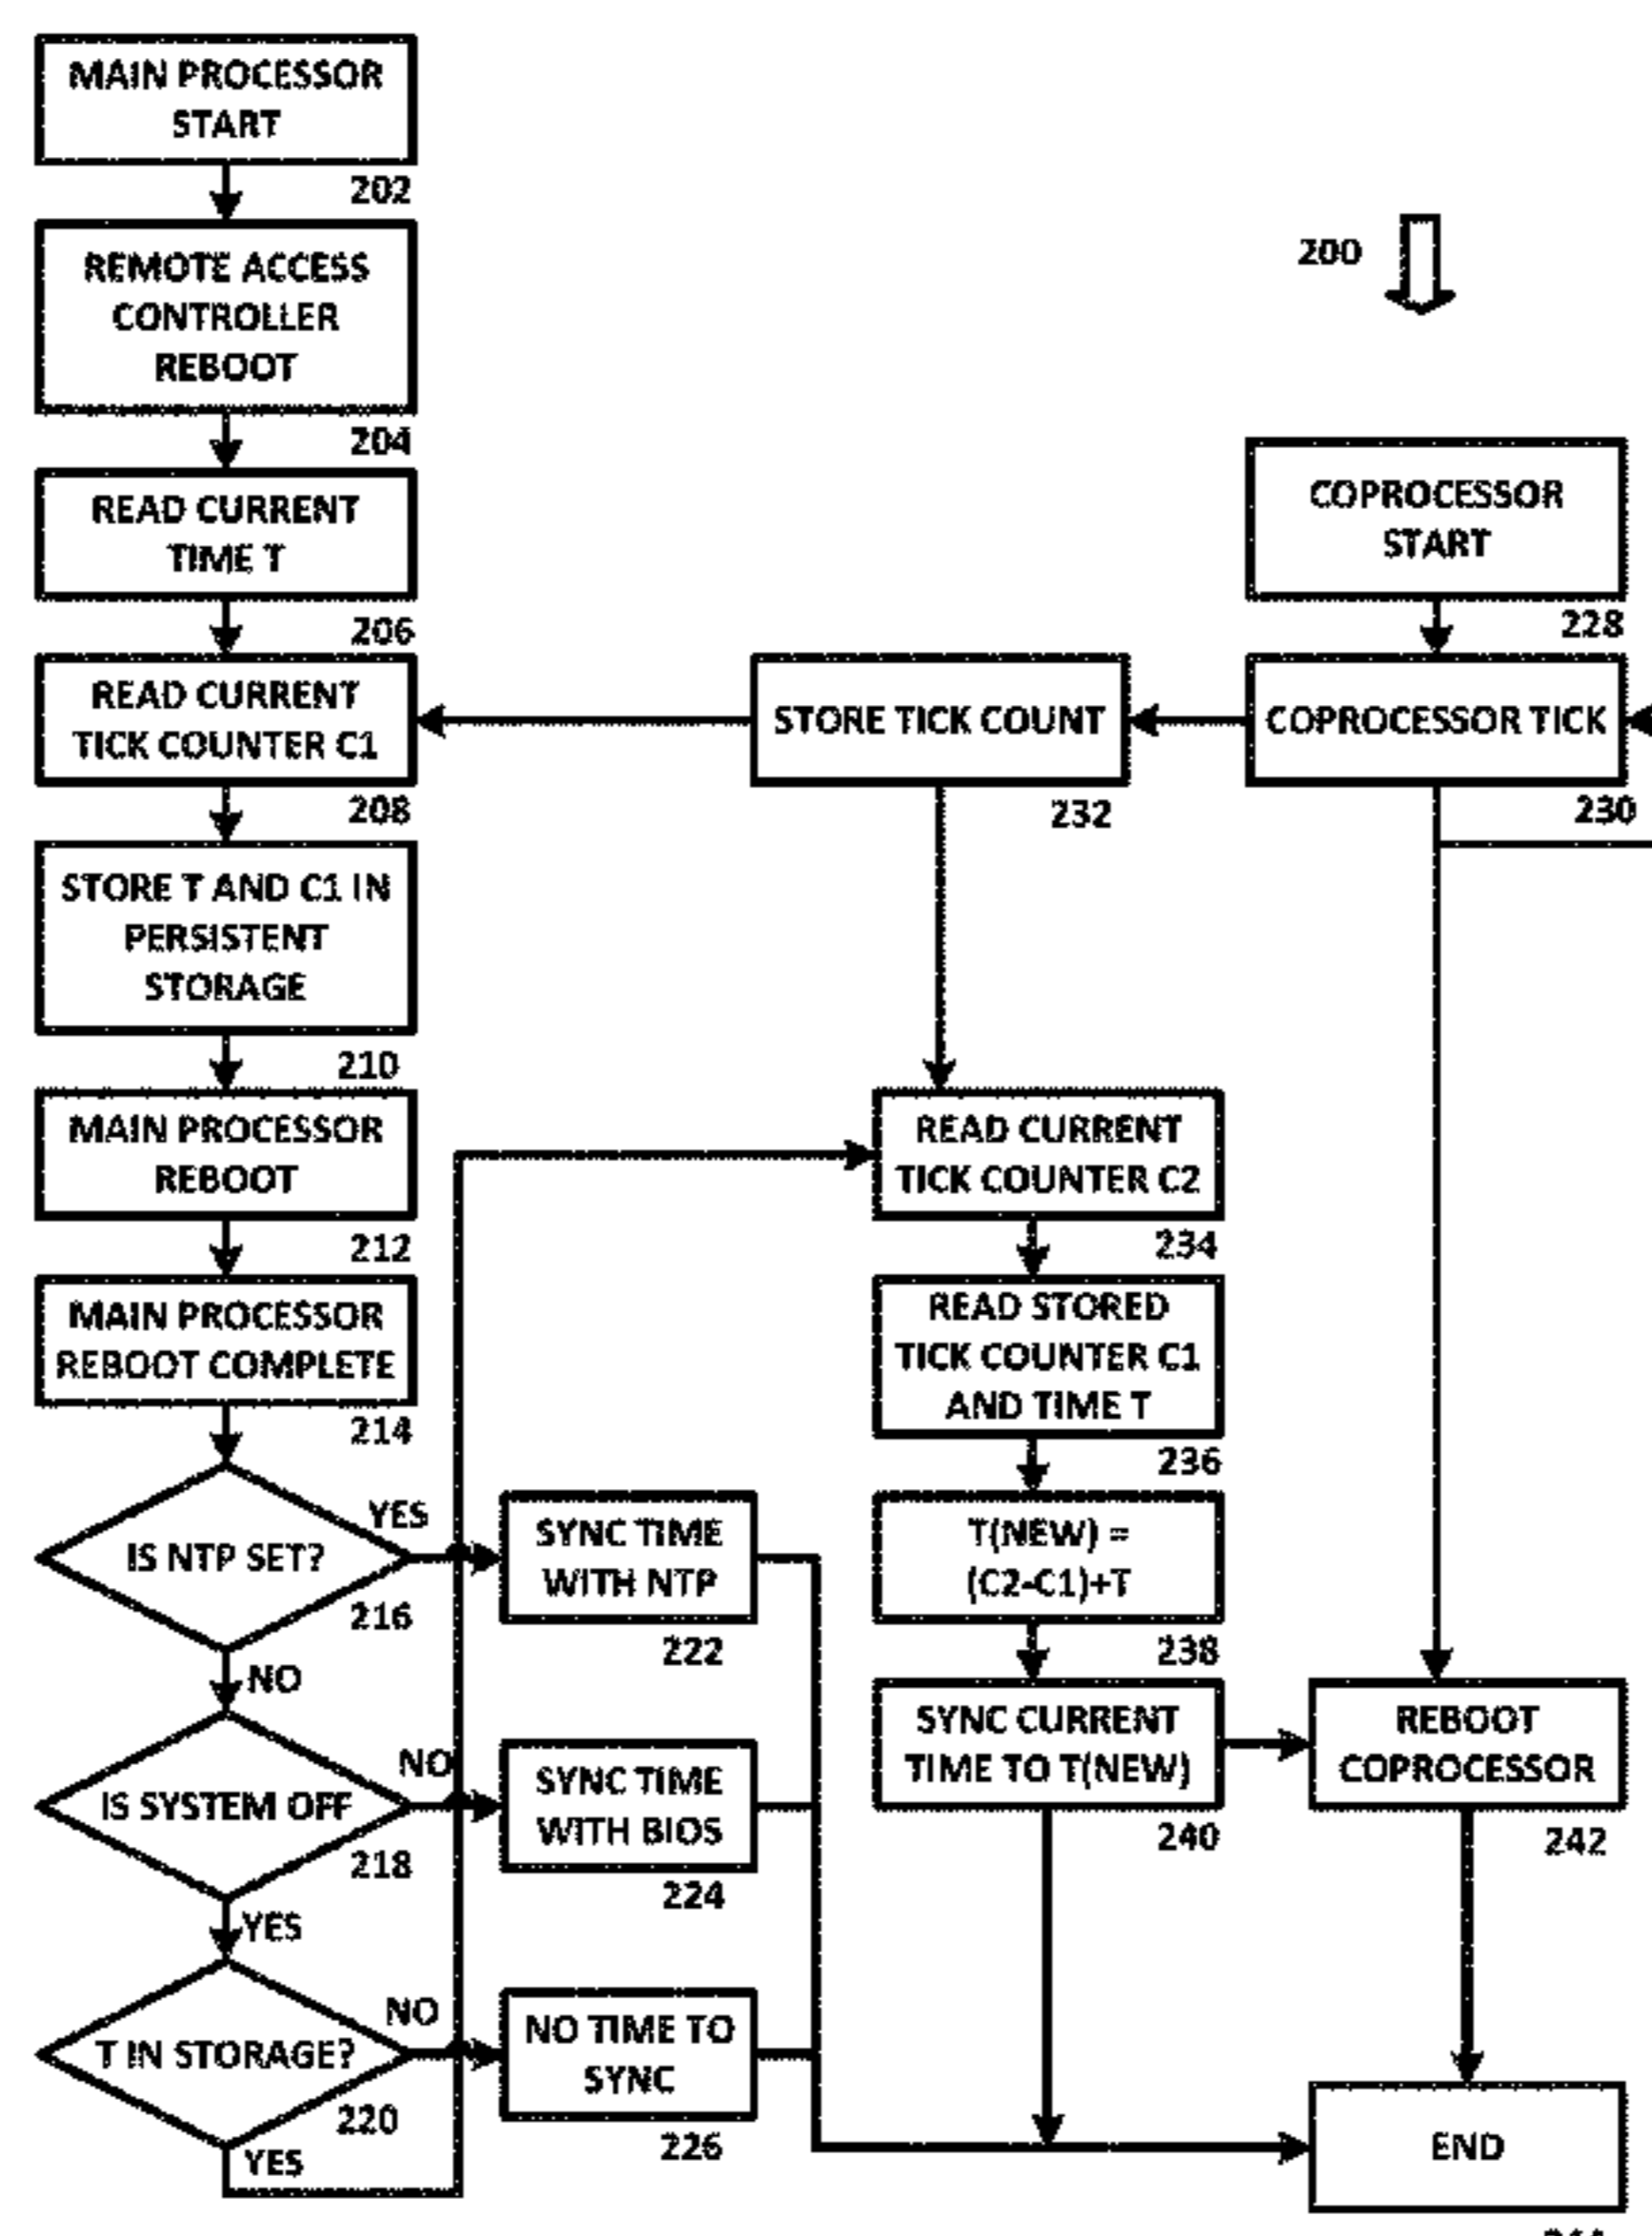 MAIN PROCESSOR
START
202
REMOTE ACCESS
CONTROLLER
REBOOT
204
READ CURRENT
TIME T
206
READ CURRENT
TICK COUNTER C1
208
STORE T AND C1 IN
PERSISTENT
STORAGE
210
MAIN PROCESSOR
REBOOT
212
MAIN PROCESSOR
REBOOT COMPLETE
214
IS NTP SET?
YES
216
NO
IS SYSTEM OFF
NO
218
YES
T IN STORAGE?
NO
220
YES
SYNC TIME
WITH NTP
222
SYNC TIME
WITH BIOS
224
NO TIME TO
SYNC
226
200
COPROCESSOR
START
228
COPROCESSOR TICK
230
STORE TICK COUNT
232
READ CURRENT
TICK COUNTER C2
234
READ STORED
TICK COUNTER C1
AND TIME T
236
T(NEW) =
(C2-C1)+T
238
SYNC CURRENT
TIME TO T(NEW)
240
REBOOT
COPROCESSOR
242
END